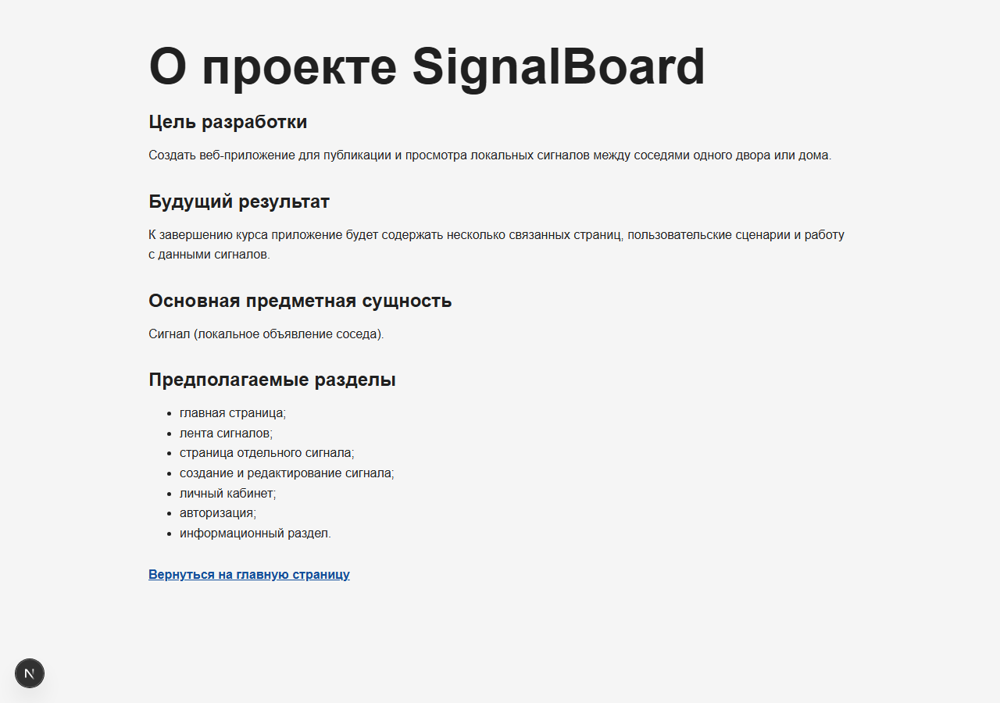 О проекте SignalBoard
Цель разработки
Создать веб-приложение для публикации и просмотра локальных сигналов между соседями одного двора или дома.
Будущий результат
К завершению курса приложение будет содержать несколько связанных страниц, пользовательские сценарии и работу
с данными сигналов.
Основная предметная сущность
Сигнал (локальное объявление соседа).
Предполагаемые разделы
• главная страница;
• лента сигналов;
• страница отдельного сигнала;
• создание и редактирование сигнала;
• личный кабинет;
• авторизация;
• информационный раздел.
Вернуться на главную страницу
N